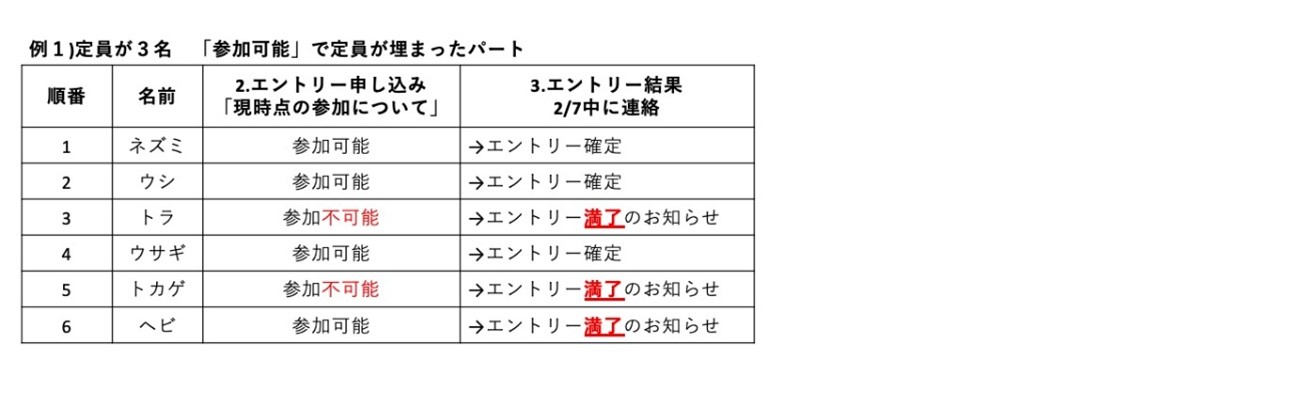 例１)定員が３名　「参加可能」で定員が埋まったパート
順番 名前 2.エントリー申し込み 3.エントリー結果
「現時点の参加について」 2/7中に連絡
1 ネズミ 参加可能 →エントリー確定
2 ウシ 参加可能 →エントリー確定
3 トラ 参加不可能 →エントリー満了のお知らせ
4 ウサギ 参加可能 →エントリー確定
5 トカゲ 参加不可能 →エントリー満了のお知らせ
6 ヘビ 参加可能 →エントリー満了のお知らせ